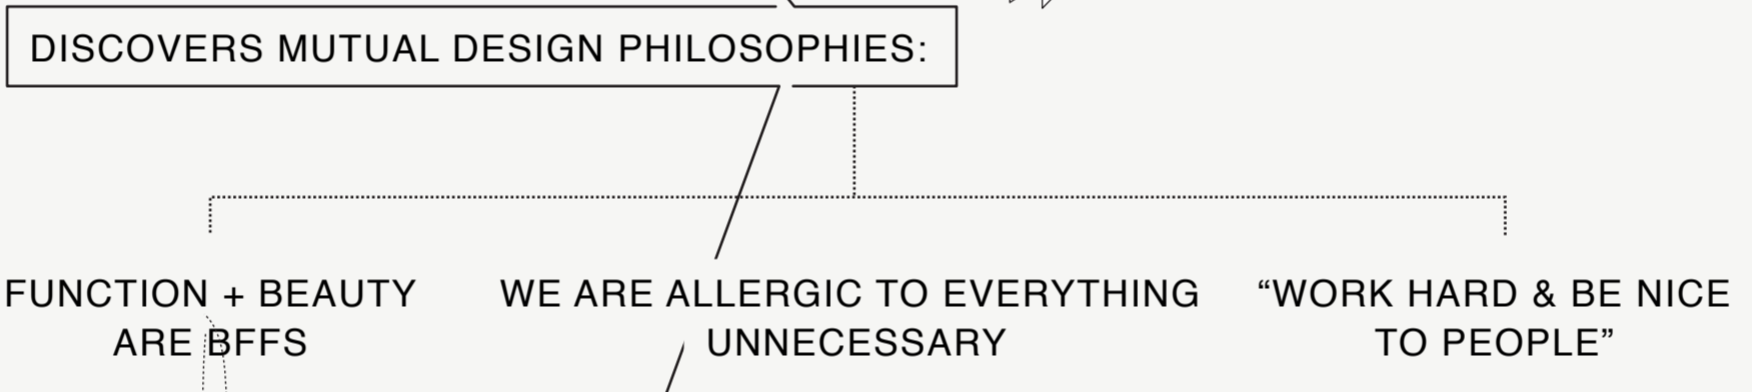 DISCOVERS MUTUAL DESIGN PHILOSOPHIES:
FUNCTION + BEAUTY
ARE BFFS
WE ARE ALLERGIC TO EVERYTHING
UNNECESSARY
“WORK HARD & BE NICE
TO PEOPLE”